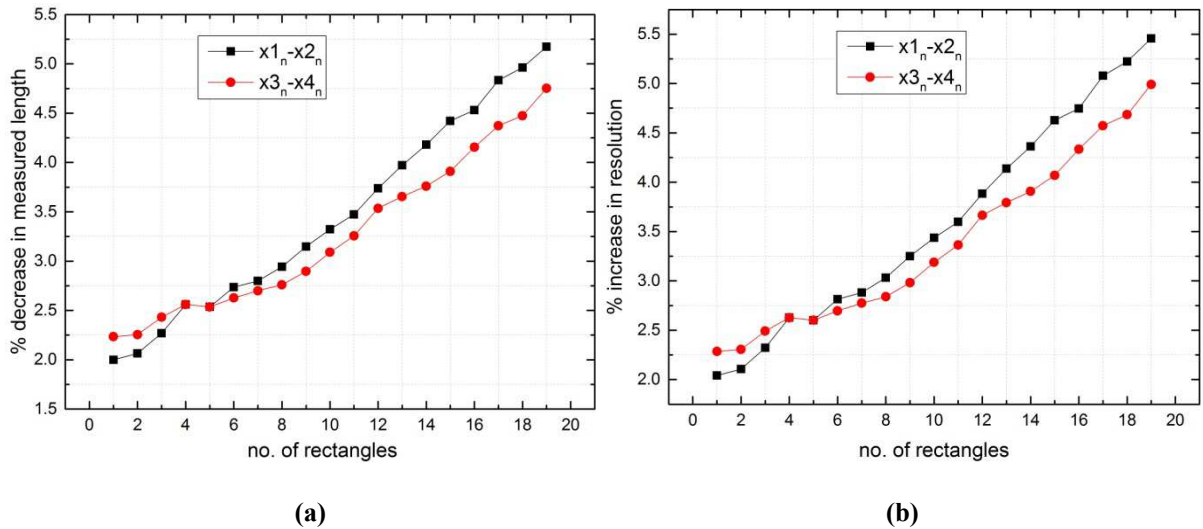 x1n-x2n
x3n-x4n
% decrease in measured length
5.0
4.5
4.0
3.5
3.0
2.5
2.0
1.5
0 2 4 6 8 10 12 14 16 18 20
no. of rectangles
(a)
x1n-x2n
x3n-x4n
% increase in resolution
5.5
5.0
4.5
4.0
3.5
3.0
2.5
2.0
0 2 4 6 8 10 12 14 16 18 20
no. of rectangles
(b)